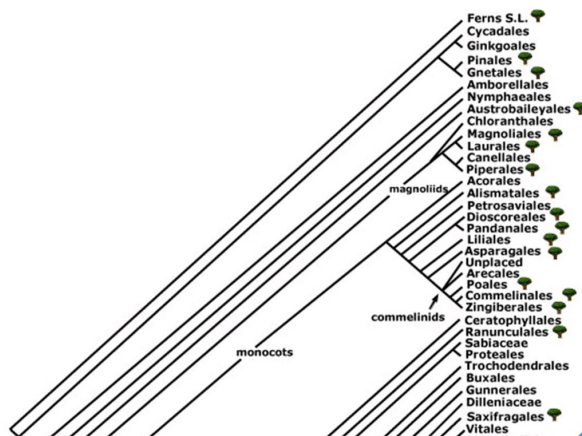 Ferns S.L.
Cycadales
Ginkgoales
Pinales
Gnetales
Amborellales
Nymphaeales
Austrobaileyales
Chloranthales
Magnoliales
Laurales
Canellales
Piperales
magnoliids
Acorales
Alismatales
Petrosaviales
Dioscoreales
Pandanales
Liliales
Asparagales
Unplaced
Arecales
Poales
Commelinales
Zingiberales
commelinids
Ceratophyllales
Ranunculales
Sabiaceae
monocots
Proteales
Trochodendrales
Buxales
Gunnerales
Dilleniaceae
Saxifragales
Vitales